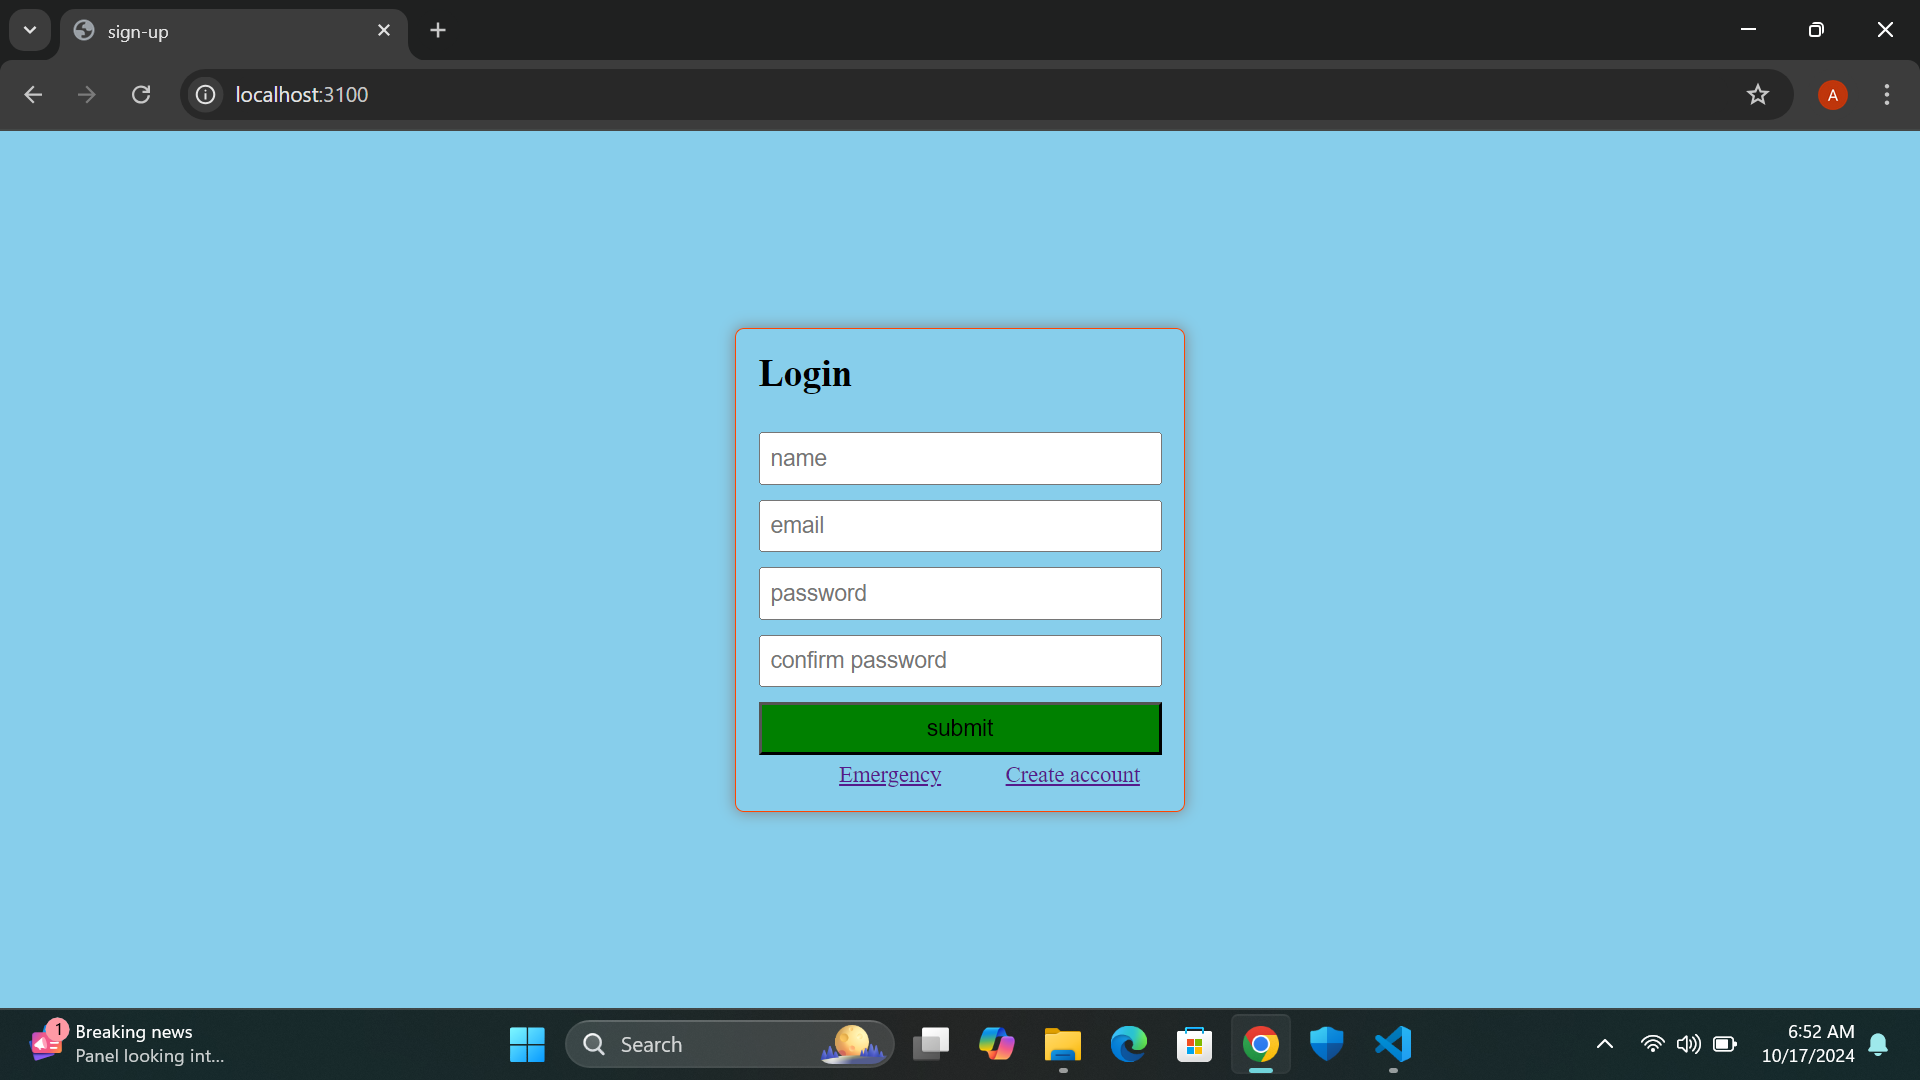 sign-up
localhost:3100
A
Login
name
email
password
confirm password
submit
Emergency Create account
1
Breaking news
Panel looking int...
Search
6:52 AM
10/17/2024